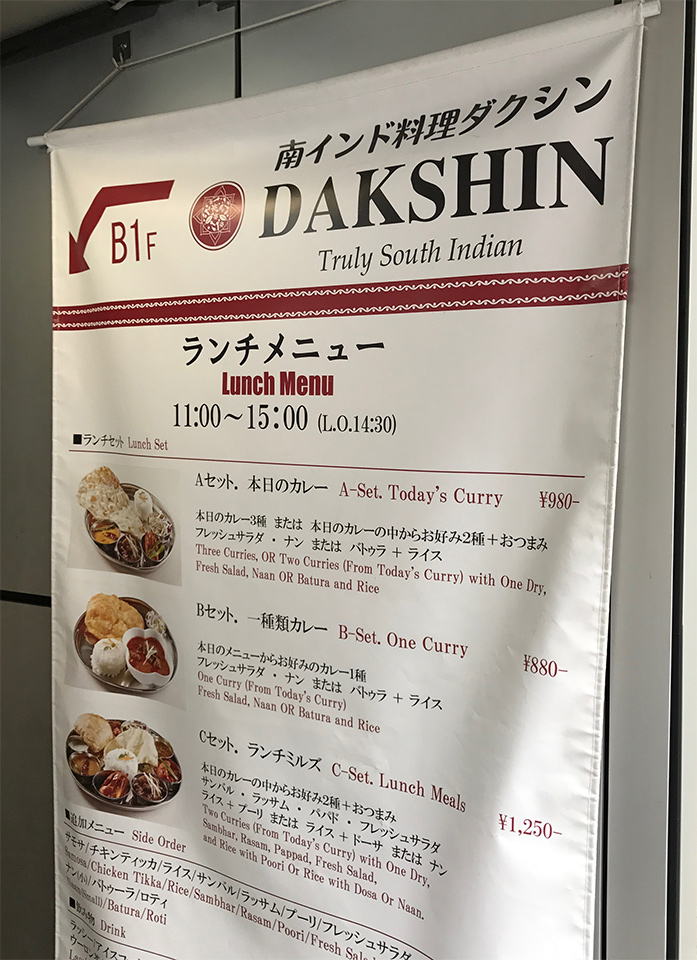 南インド料理ダクシン
DAKSHIN
Truly South Indian
B1F
ランチメニュー
Lunch Menu
11:00～15:00 (L.O.14:30)
■ランチセット Lunch Set
Aセット. 本日のカレー A-Set. Today's Curry ¥980-
本日のカレー3種 または 本日のカレーの中からお好み2種＋おつまみ
フレッシュサラダ・ナン または バトゥラ ＋ ライス
Three Curries, OR Two Curries (From Today's Curry) with One Dry,
Fresh Salad, Naan OR Batura and Rice
Bセット. 一種類カレー B-Set. One Curry ¥880-
本日のメニューからお好みのカレー1種
フレッシュサラダ・ナン または バトゥラ ＋ ライス
One Curry (From Today's Curry)
Fresh Salad, Naan OR Batura and Rice
Cセット. ランチミルズ C-Set. Lunch Meals ¥1,250-
本日のカレーの中からお好み2種＋おつまみ
サンバル・ラッサム・パパド・フレッシュサラダ
ライス＋プーリ または ライス＋ドーサ または ナン
Two Curries (From Today's Curry) with One Dry,
Sambhar, Rasam, Pappad, Fresh Salad,
and Rice with Poori Or Rice with Dosa Or Naan.
■追加メニュー Side Order
サモサ/チキンティッカ/ライス/サンバル/ラッサム/プーリ/フレッシュサラダ
Samosa/Chicken Tikka/Rice/Sambhar/Rasam/Poori/Fresh Salad
ナン(小)/バトゥーラ/ロティ
Naan(Small)/Batura/Roti
■飲み物 Drink